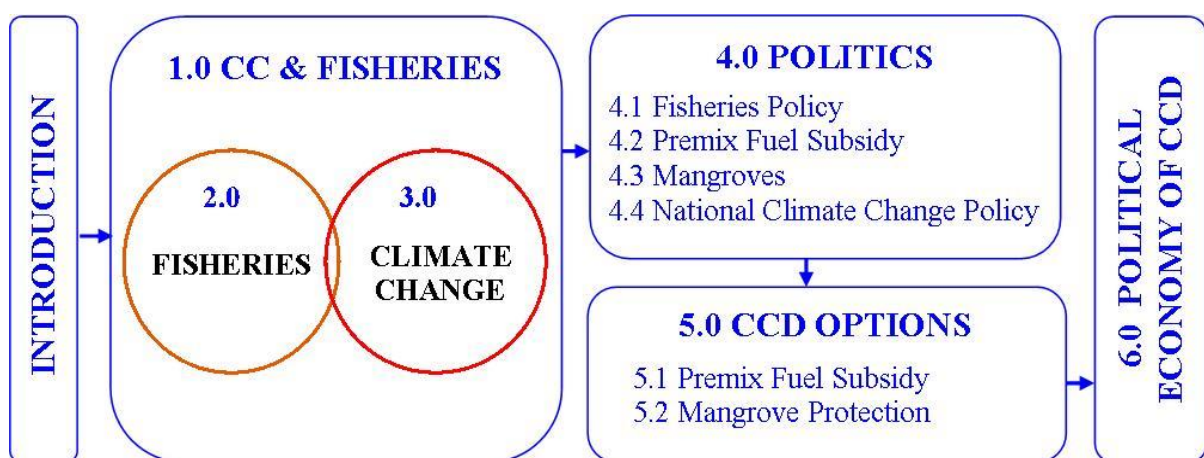 INTRODUCTION
1.0 CC & FISHERIES
2.0
FISHERIES
3.0
CLIMATE
CHANGE
4.0 POLITICS
4.1 Fisheries Policy
4.2 Premix Fuel Subsidy
4.3 Mangroves
4.4 National Climate Change Policy
5.0 CCD OPTIONS
5.1 Premix Fuel Subsidy
5.2 Mangrove Protection
6.0 POLITICAL
ECONOMY OF CCD